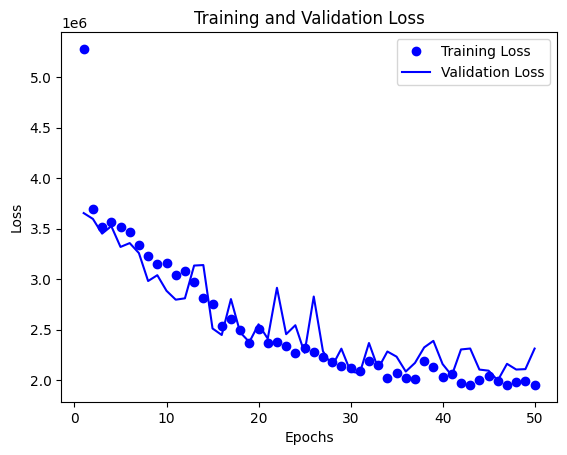 Training and Validation Loss
1e6
Training Loss
Validation Loss
5.0
4.5
4.0
3.5
3.0
2.5
2.0
Loss
0
10
20
30
40
50
Epochs